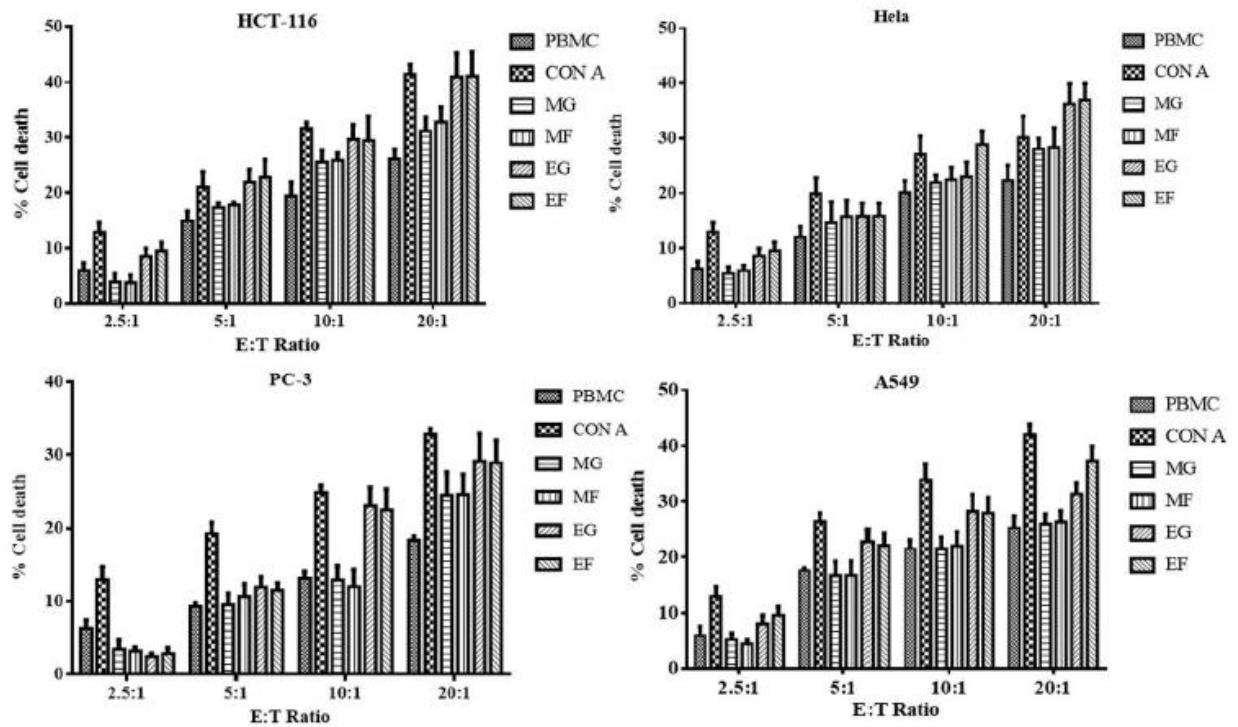 HCT-116
50
40
30
20
10
0
% Cell death
2.5:1 5:1 10:1 20:1
E:T Ratio
PBMC
CON A
MG
MF
EG
EF
Hela
50
40
30
20
10
0
% Cell death
2.5:1 5:1 10:1 20:1
E:T Ratio
PBMC
CON A
MG
MF
EG
EF
PC-3
40
30
20
10
0
% Cell death
2.5:1 5:1 10:1 20:1
E:T Ratio
PBMC
CON A
MG
MF
EG
EF
A549
50
40
30
20
10
0
% Cell death
2.5:1 5:1 10:1 20:1
E:T Ratio
PBMC
CON A
MG
MF
EG
EF